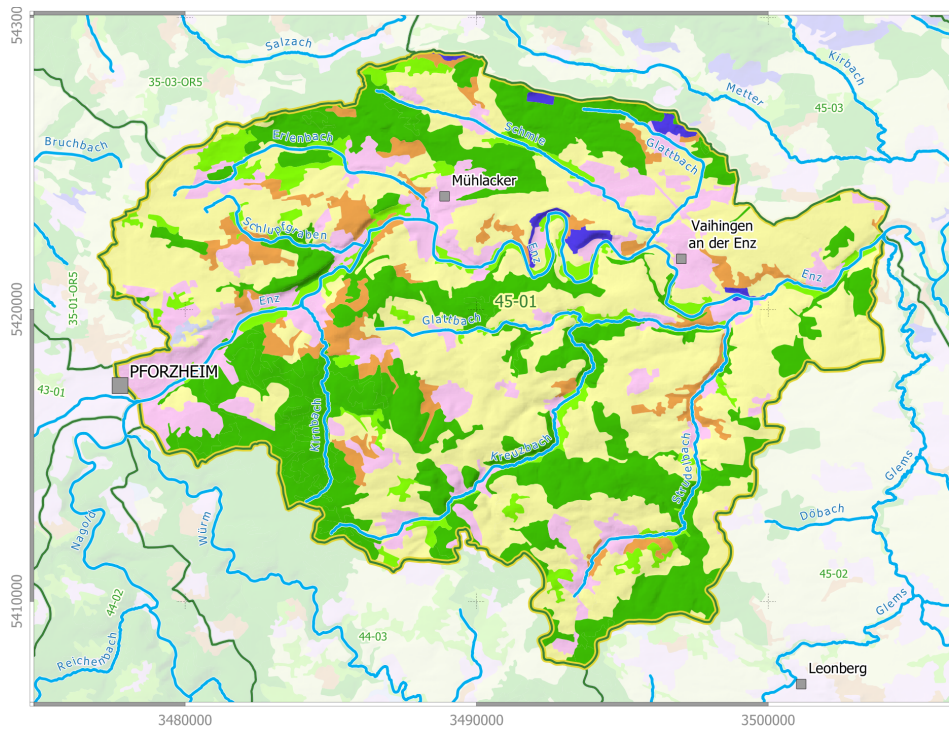 54300
Salzach
35-03-OR5
Kirbach
Metter
45-03
Bruchbach
Erlenbach
Schmie
Glattbach
Mühlacker
Schlupfgraben
Vaihingen
an der Enz
Enz
Enz
35-01-OR5
Enz
45-01
5420000
Glattbach
PFORZHEIM
43-01
Kirnbach
Kreuzbach
Strudelbach
Glems
Nagold
Würm
Döbach
45-02
5410000
44-02
Glems
44-03
Reichenbach
Leonberg
3480000
3490000
3500000